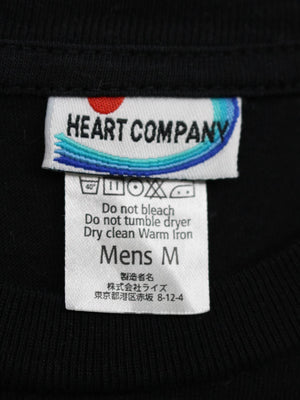 HEART COMPANY
40°
Do not bleach
Do not tumble dryer
Dry clean Warm Iron
Mens M
製造者名
株式会社ライズ
東京都港区赤坂 8-12-4